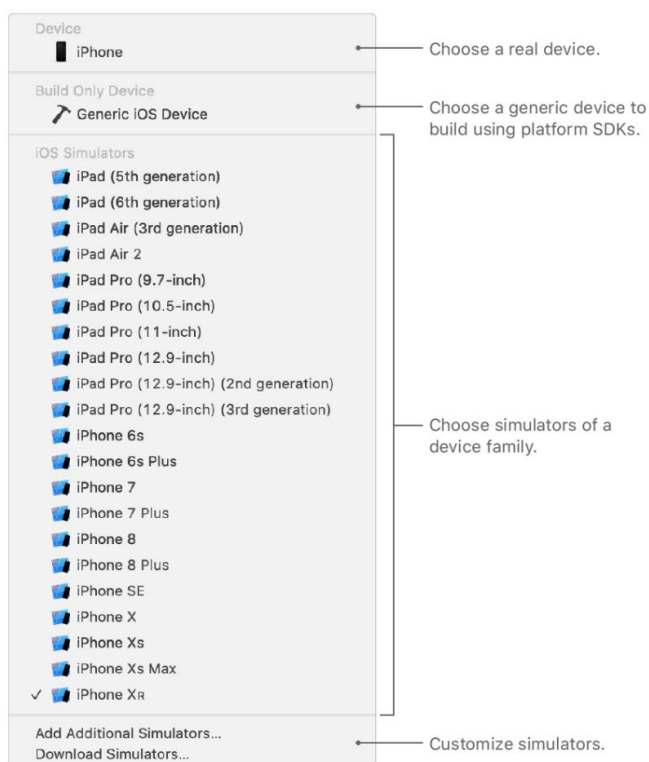 Device
iPhone
Choose a real device.
Build Only Device
Generic iOS Device
Choose a generic device to
build using platform SDKs.
iOS Simulators
iPad (5th generation)
iPad (6th generation)
iPad Air (3rd generation)
iPad Air 2
iPad Pro (9.7-inch)
iPad Pro (10.5-inch)
iPad Pro (11-inch)
iPad Pro (12.9-inch)
iPad Pro (12.9-inch) (2nd generation)
iPad Pro (12.9-inch) (3rd generation)
iPhone 6s
iPhone 6s Plus
iPhone 7
iPhone 7 Plus
iPhone 8
iPhone 8 Plus
iPhone SE
iPhone X
iPhone Xs
iPhone Xs Max
✓ iPhone XR
Choose simulators of a
device family.
Add Additional Simulators...
Download Simulators...
Customize simulators.